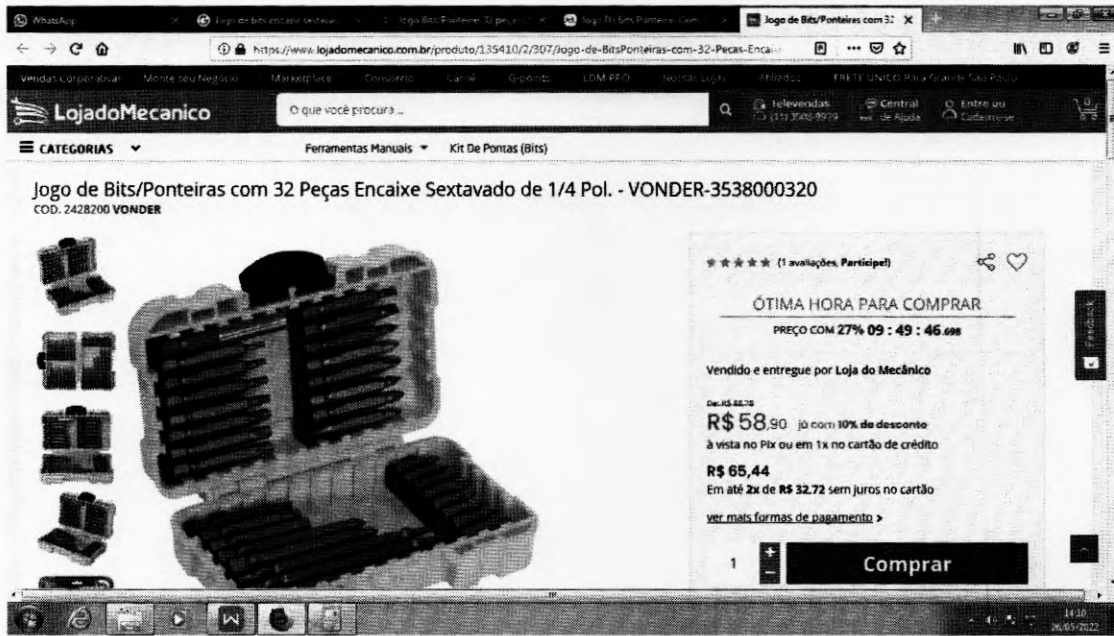 WhatsApp
Jogo de Bits/Ponteiras com 32
https://www.lojadomecanico.com.br/produto/135410/2/307/Jogo-de-BitsPonteiras-com-32-Pecas-Encai
Vendas Corporativas Monte seu Negócio Marketplace Consórcio Carnê G-points LDM PRO Nossas Lojas Afiliados FRETE ÚNICO Para Grande São Paulo
LojadoMecanico
O que você procura...
Televendas
(11) 3508-9979
Central
de Ajuda
Entre ou
Cadastre-se
0
CATEGORIAS
Ferramentas Manuais Kit De Pontas (Bits)
Jogo de Bits/Ponteiras com 32 Peças Encaixe Sextavado de 1/4 Pol. - VONDER-3538000320
COD. 2428200 VONDER
(1 avaliações, Participe!)
ÓTIMA HORA PARA COMPRAR
PREÇO COM 27% 09 : 49 : 46.698
Feedback
Vendido e entregue por Loja do Mecânico
R$ 58,90 já com 10% de desconto
à vista no Pix ou em 1x no cartão de crédito
R$ 65,44
Em até 2x de R$ 32,72 sem juros no cartão
ver mais formas de pagamento >
1 + -
Comprar
14:10
26/05/2022